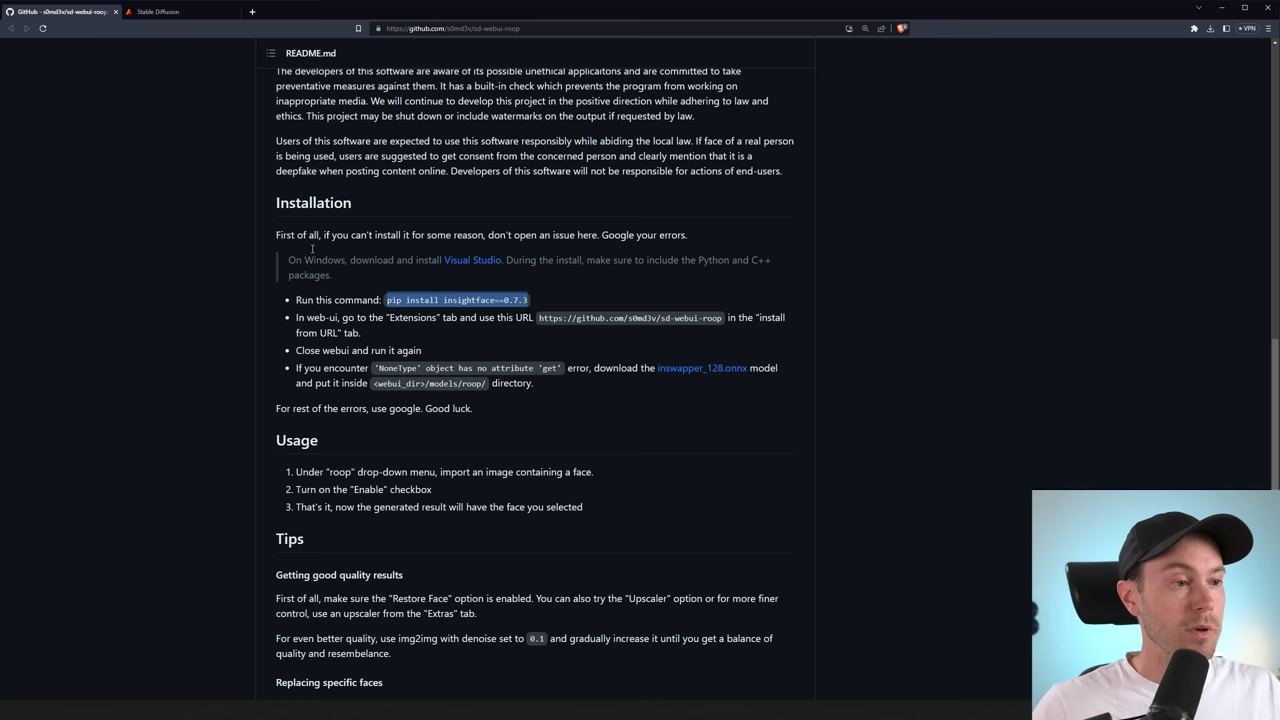 GitHub - s0md3v/sd-webui-roop:
Stable Diffusion
https://github.com/s0md3v/sd-webui-roop
VPN
README.md
The developers of this software are aware of its possible unethical applicaitons and are committed to take
preventative measures against them. It has a built-in check which prevents the program from working on
inappropriate media. We will continue to develop this project in the positive direction while adhering to law and
ethics. This project may be shut down or include watermarks on the output if requested by law.
Users of this software are expected to use this software responsibly while abiding the local law. If face of a real person
is being used, users are suggested to get consent from the concerned person and clearly mention that it is a
deepfake when posting content online. Developers of this software will not be responsible for actions of end-users.
Installation
First of all, if you can't install it for some reason, don't open an issue here. Google your errors.
On Windows, download and install Visual Studio. During the install, make sure to include the Python and C++
packages.
• Run this command: pip install insightface==0.7.3
• In web-ui, go to the "Extensions" tab and use this URL https://github.com/s0md3v/sd-webui-roop in the "install
from URL" tab.
• Close webui and run it again
• If you encounter 'NoneType' object has no attribute 'get' error, download the inswapper_128.onnx model
and put it inside <webui_dir>/models/roop/ directory.
For rest of the errors, use google. Good luck.
Usage
1. Under "roop" drop-down menu, import an image containing a face.
2. Turn on the "Enable" checkbox
3. That's it, now the generated result will have the face you selected
Tips
Getting good quality results
First of all, make sure the "Restore Face" option is enabled. You can also try the "Upscaler" option or for more finer
control, use an upscaler from the "Extras" tab.
For even better quality, use img2img with denoise set to 0.1 and gradually increase it until you get a balance of
quality and resembelance.
Replacing specific faces